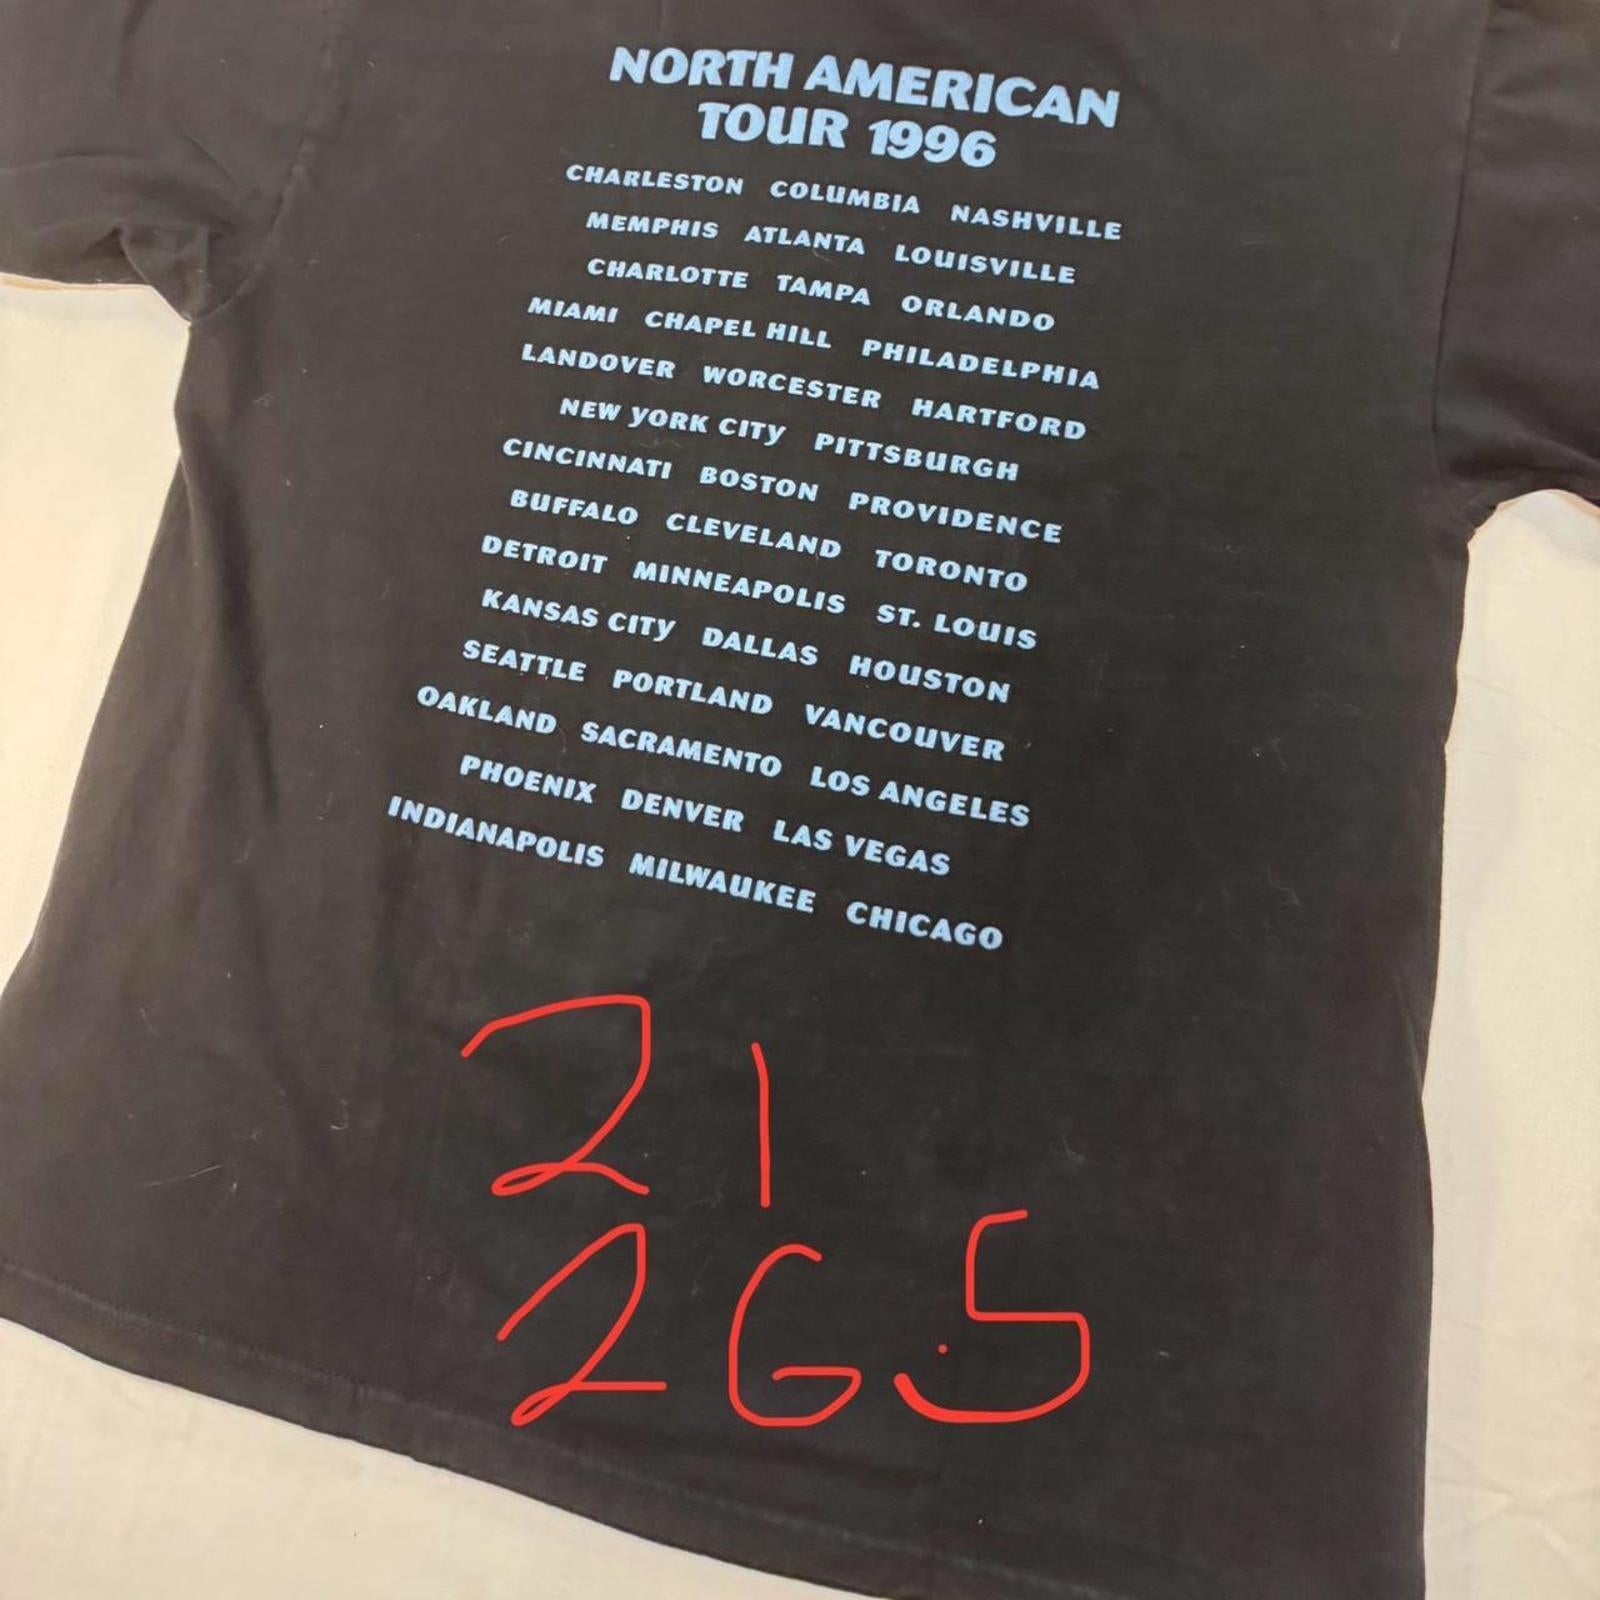 NORTH AMERICAN
TOUR 1996
CHARLESTON COLUMBIA NASHVILLE
MEMPHIS ATLANTA LOUISVILLE
CHARLOTTE TAMPA ORLANDO
MIAMI CHAPEL HILL PHILADELPHIA
LANDOVER WORCESTER HARTFORD
NEW YORK CITY PITTSBURGH
CINCINNATI BOSTON PROVIDENCE
BUFFALO CLEVELAND TORONTO
DETROIT MINNEAPOLIS ST. LOUIS
KANSAS CITY DALLAS HOUSTON
SEATTLE PORTLAND VANCOUVER
OAKLAND SACRAMENTO LOS ANGELES
PHOENIX DENVER LAS VEGAS
INDIANAPOLIS MILWAUKEE CHICAGO
21
26.5